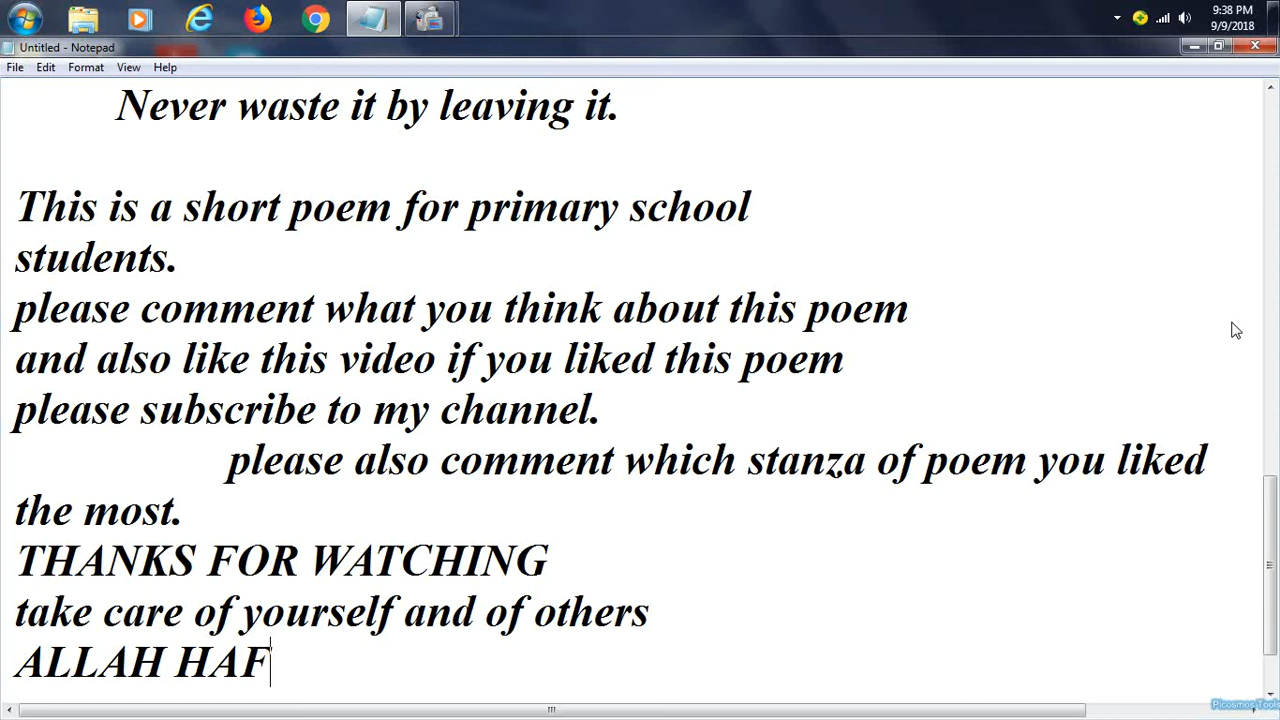 9:38 PM
9/9/2018
Untitled - Notepad
File Edit Format View Help
Never waste it by leaving it.
This is a short poem for primary school
students.
please comment what you think about this poem
and also like this video if you liked this poem
please subscribe to my channel.
please also comment which stanza of poem you liked
the most.
THANKS FOR WATCHING
take care of yourself and of others
ALLAH HAF
Picosmos Tools